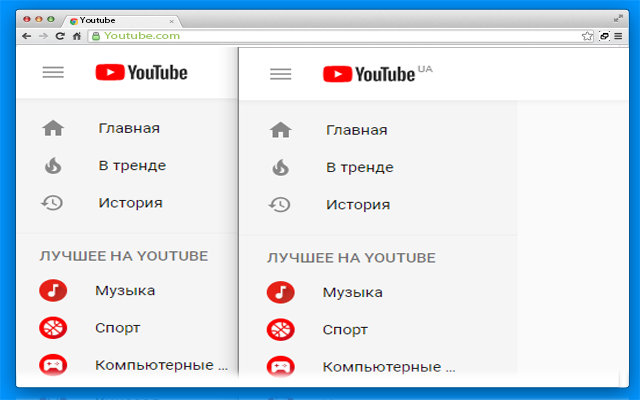 Youtube
Youtube.com
YouTube
Главная
В тренде
История
ЛУЧШЕЕ НА YOUTUBE
Музыка
Спорт
Компьютерные ...
YouTube UA
Главная
В тренде
История
ЛУЧШЕЕ НА YOUTUBE
Музыка
Спорт
Компьютерные ...